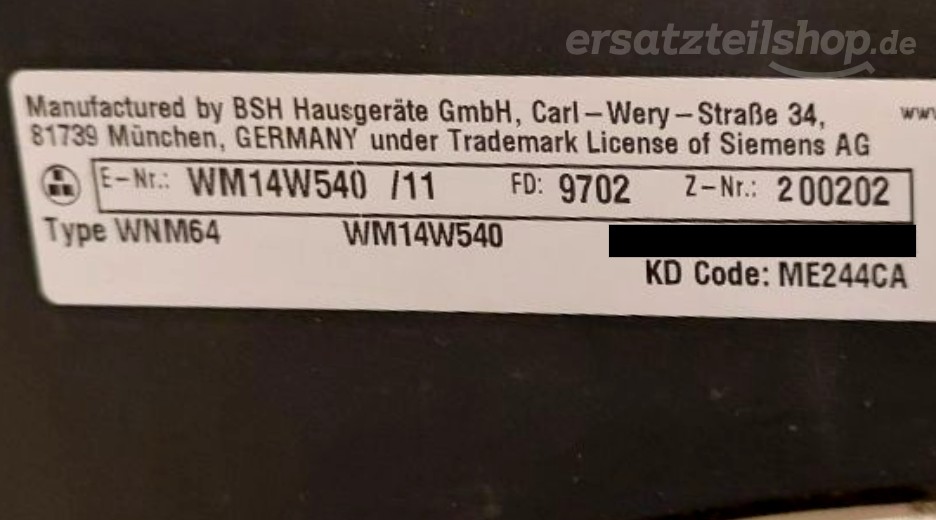 ersatzteilshop.de
Manufactured by BSH Hausgeräte GmbH, Carl-Wery-Straße 34, www
81739 München, GERMANY under Trademark License of Siemens AG
E-Nr.: WM14W540 /11 FD: 9702 Z-Nr.: 200202
Type WNM64 WM14W540
KD Code: ME244CA